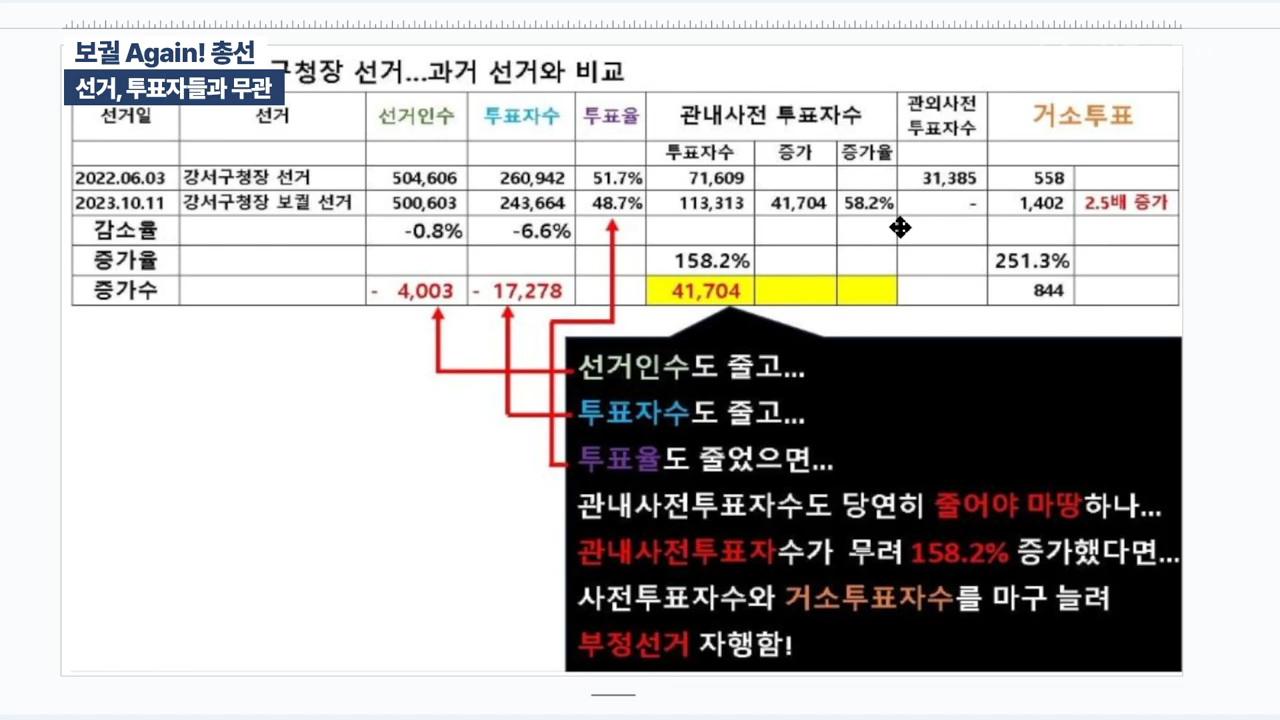 보궐 Again! 총선
선거, 투표자들과 무관
구청장 선거...과거 선거와 비교
선거일 선거 선거인수 투표자수 투표율 관내사전 투표자수 관외사전 투표자수 거소투표
투표자수 증가 증가율
2022.06.03 강서구청장 선거 504,606 260,942 51.7% 71,609 31,385 558
2023.10.11 강서구청장 보궐 선거 500,603 243,664 48.7% 113,313 41,704 58.2% - 1,402 2.5배 증가
감소율 -0.8% -6.6%
증가율 158.2% 251.3%
증가수 - 4,003 - 17,278 41,704 844
선거인수도 줄고...
투표자수도 줄고...
투표율도 줄었으면...
관내사전투표자수도 당연히 줄어야 마땅하나...
관내사전투표자수가 무려 158.2% 증가했다면...
사전투표자수와 거소투표자수를 마구 늘려
부정선거 자행함!